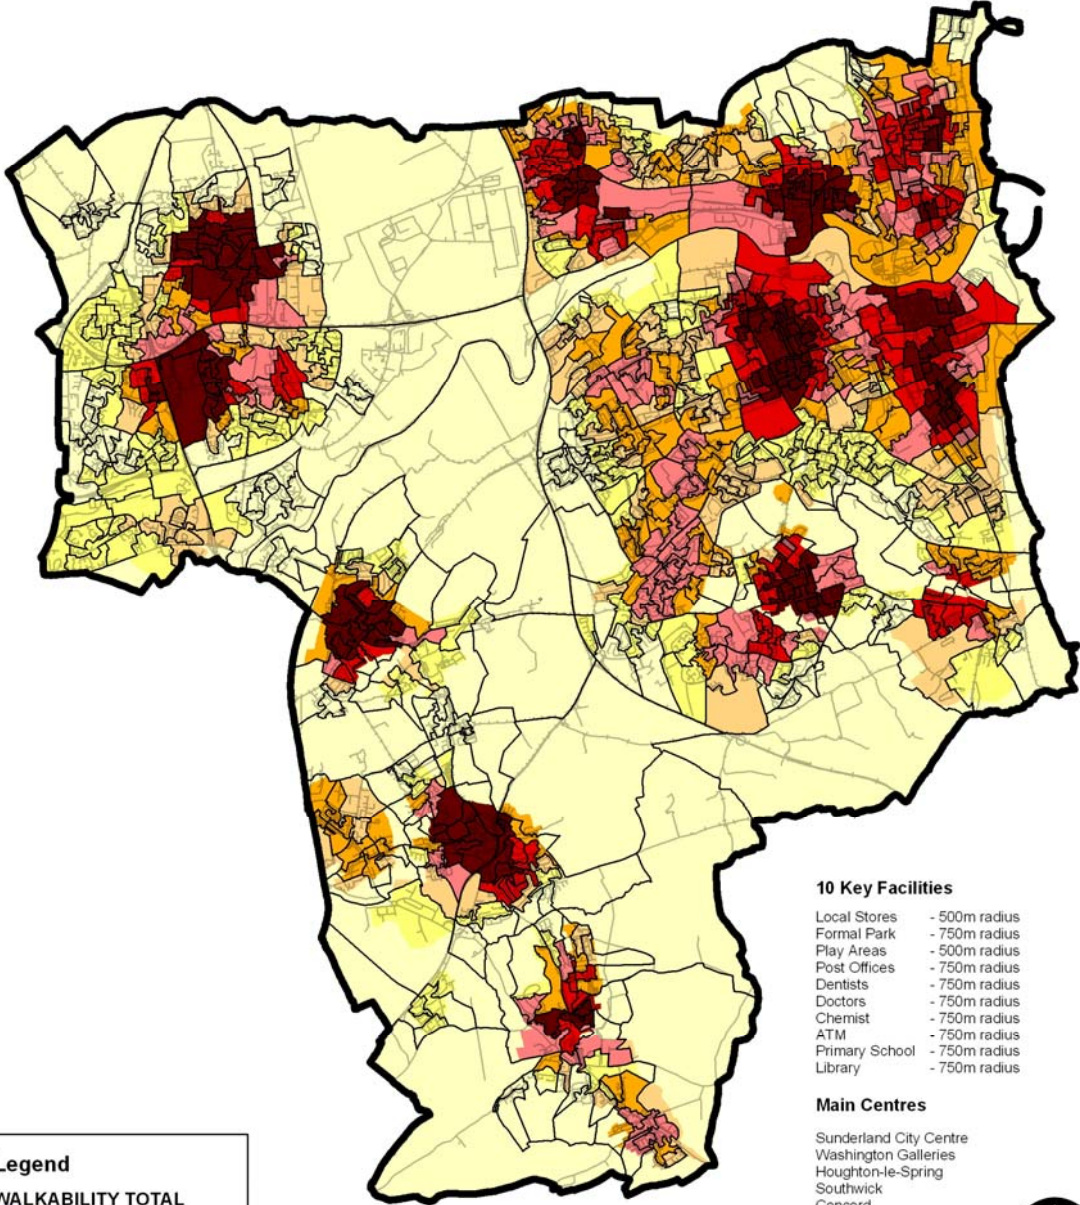 10 Key Facilities
Local Stores - 500m radius
Formal Park - 750m radius
Play Areas - 500m radius
Post Offices - 750m radius
Dentists - 750m radius
Doctors - 750m radius
Chemist - 750m radius
ATM - 750m radius
Primary School - 750m radius
Library - 750m radius
Main Centres
Sunderland City Centre
Washington Galleries
Houghton-le-Spring
Southwick
Concord
Legend
WALKABILITY TOTAL